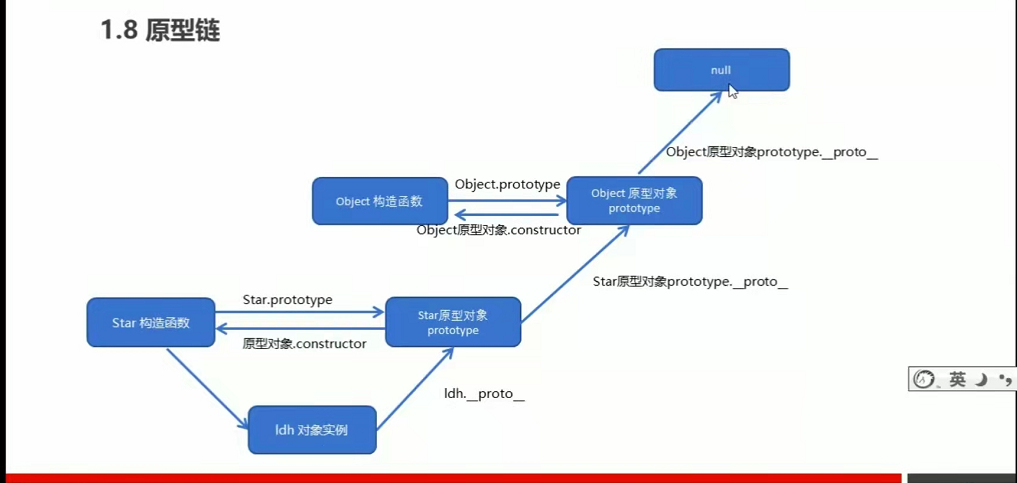 1.8 原型链
null
Object原型对象prototype.__proto__
Object.prototype
Object 构造函数
Object 原型对象
prototype
Object原型对象.constructor
Star原型对象prototype.__proto__
Star.prototype
Star 构造函数
Star原型对象
prototype
原型对象.constructor
ldh.__proto__
ldh 对象实例
英